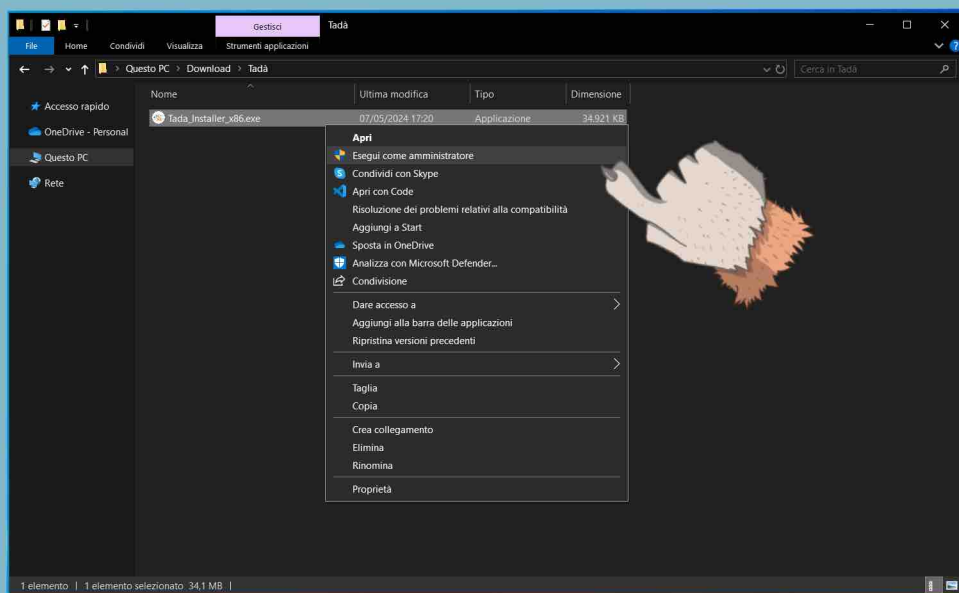 Gestisci
Tadà
File Home Condividi Visualizza Strumenti applicazioni
Questo PC > Download > Tadà
Cerca in Tadà
Nome Ultima modifica Tipo Dimensione
Accesso rapido
OneDrive - Personal
Questo PC
Rete
Tada_Installer_x86.exe 07/05/2024 17:20 Applicazione 34.921 KB
Apri
Esegui come amministratore
Condividi con Skype
Apri con Code
Risoluzione dei problemi relativi alla compatibilità
Aggiungi a Start
Sposta in OneDrive
Analizza con Microsoft Defender...
Condivisione
Dare accesso a
Aggiungi alla barra delle applicazioni
Ripristina versioni precedenti
Invia a
Taglia
Copia
Crea collegamento
Elimina
Rinomina
Proprietà
1 elemento | 1 elemento selezionato 34,1 MB |